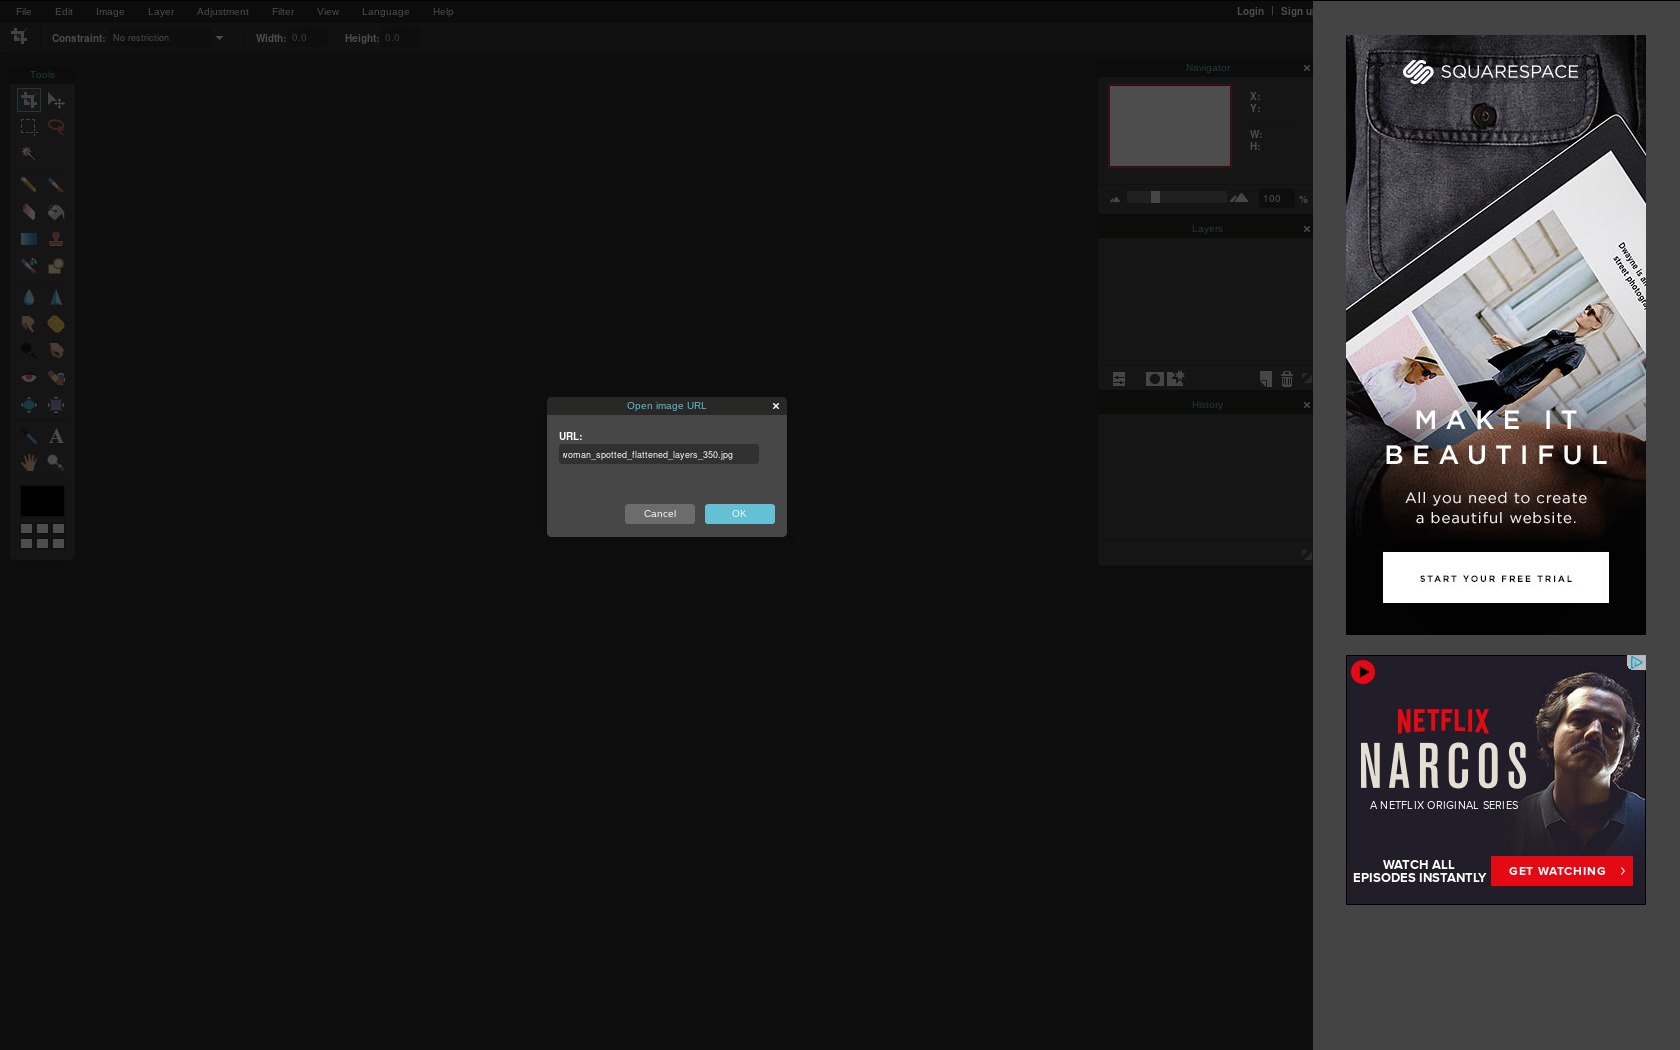 File Edit Image Layer Adjustment Filter View Language Help
Login | Sign u
Constraint: No restriction Width: 0.0 Height: 0.0
Tools
Navigator
X:
Y:
W:
H:
100 %
Layers
History
Open image URL
URL:
woman_spotted_flattened_layers_350.jpg
Cancel OK
SQUARESPACE
Dwayne is a
street photogra
MAKE IT
BEAUTIFUL
All you need to create
a beautiful website.
START YOUR FREE TRIAL
NETFLIX
NARCOS
A NETFLIX ORIGINAL SERIES
WATCH ALL
EPISODES INSTANTLY
GET WATCHING